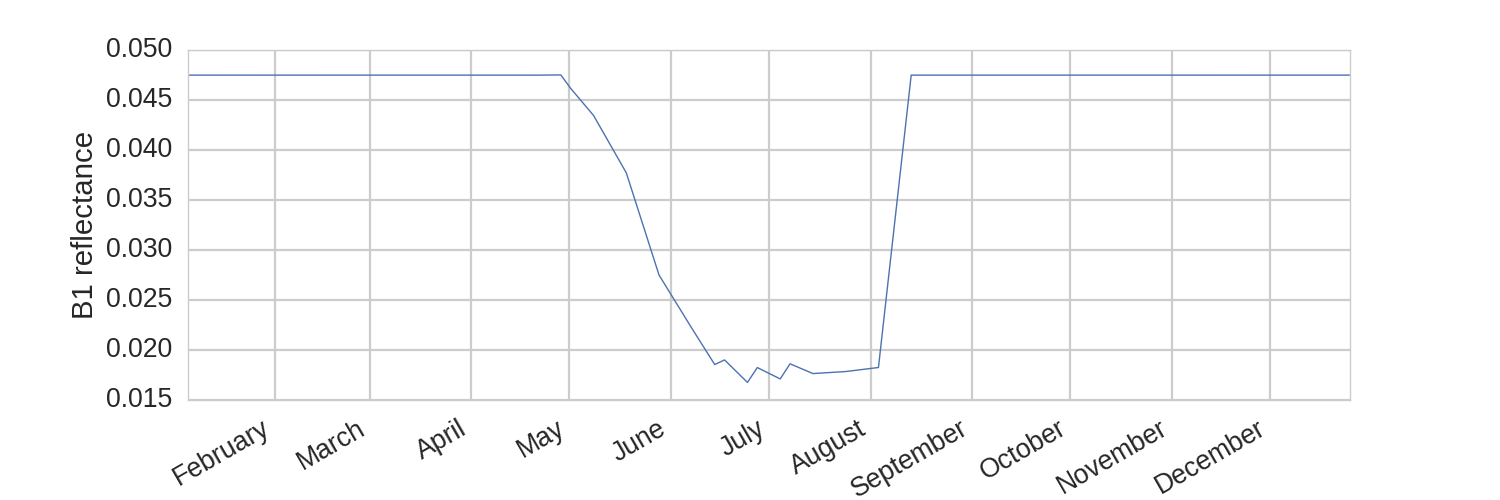 0.050
0.045
0.040
0.035
0.030
0.025
0.020
0.015
B1 reflectance
February
March
April
May
June
July
August
September
October
November
December